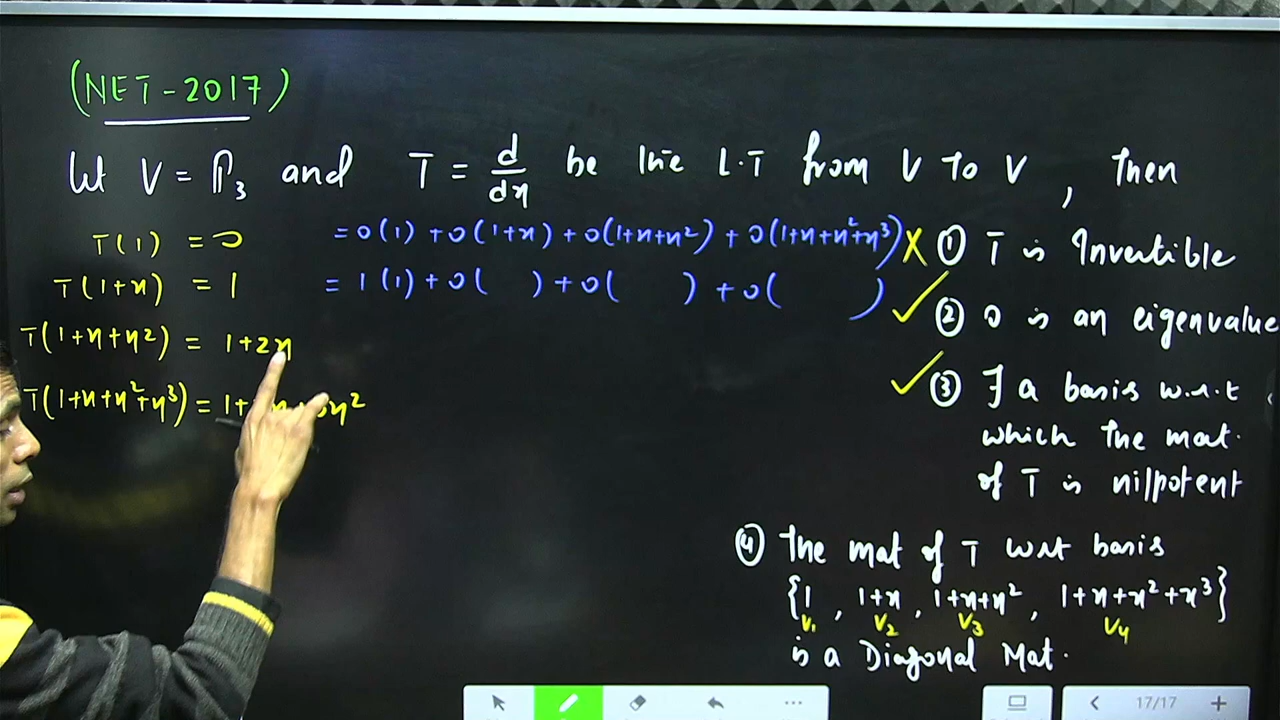 (NET-2017)
Let V = P₃ and T = d/dx be the L.T from V to V, Then
T(1) = 0 = 0(1) + 0(1+x) + 0(1+x+x²) + 0(1+x+x²+x³)
T(1+x) = 1 = 1(1) + 0( ) + 0( ) + 0( )
T(1+x+x²) = 1+2x
T(1+x+x²+x³) = 1+ x²
X ① T is Invertible
✓ ② 0 is an eigenvalue
✓ ③ ∃ a basis w.r.t
which the mat.
of T is nilpotent
④ The mat of T wrt basis
{1, 1+x, 1+x+x², 1+x+x²+x³}
V₁ V₂ V₃ V₄
is a Diagonal Mat.
17/17